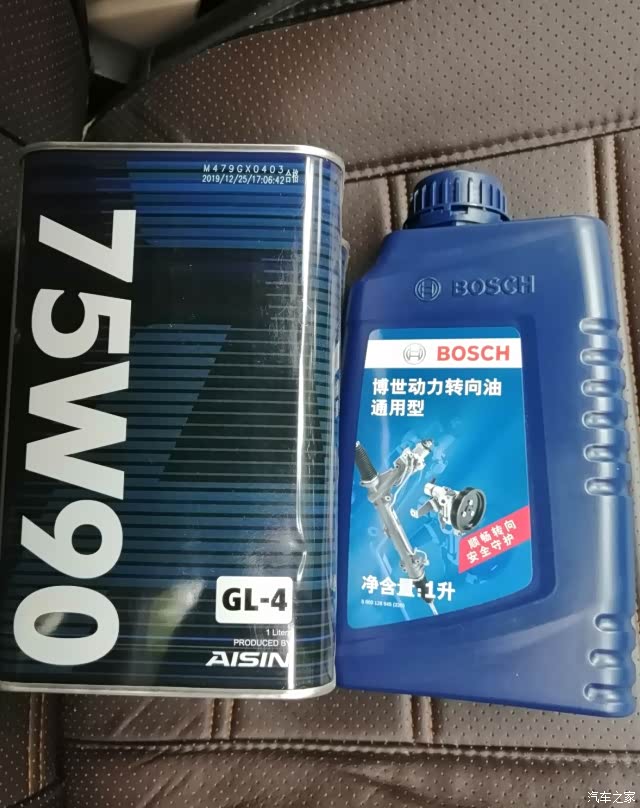 M479GX0403
2019/12/25/17:06:42
75W90
GL-4
1 Liter
PRODUCED BY
AISIN
BOSCH
BOSCH
博世动力转向油
通用型
顺畅转向
安全守护
净含量:1升
汽车之家